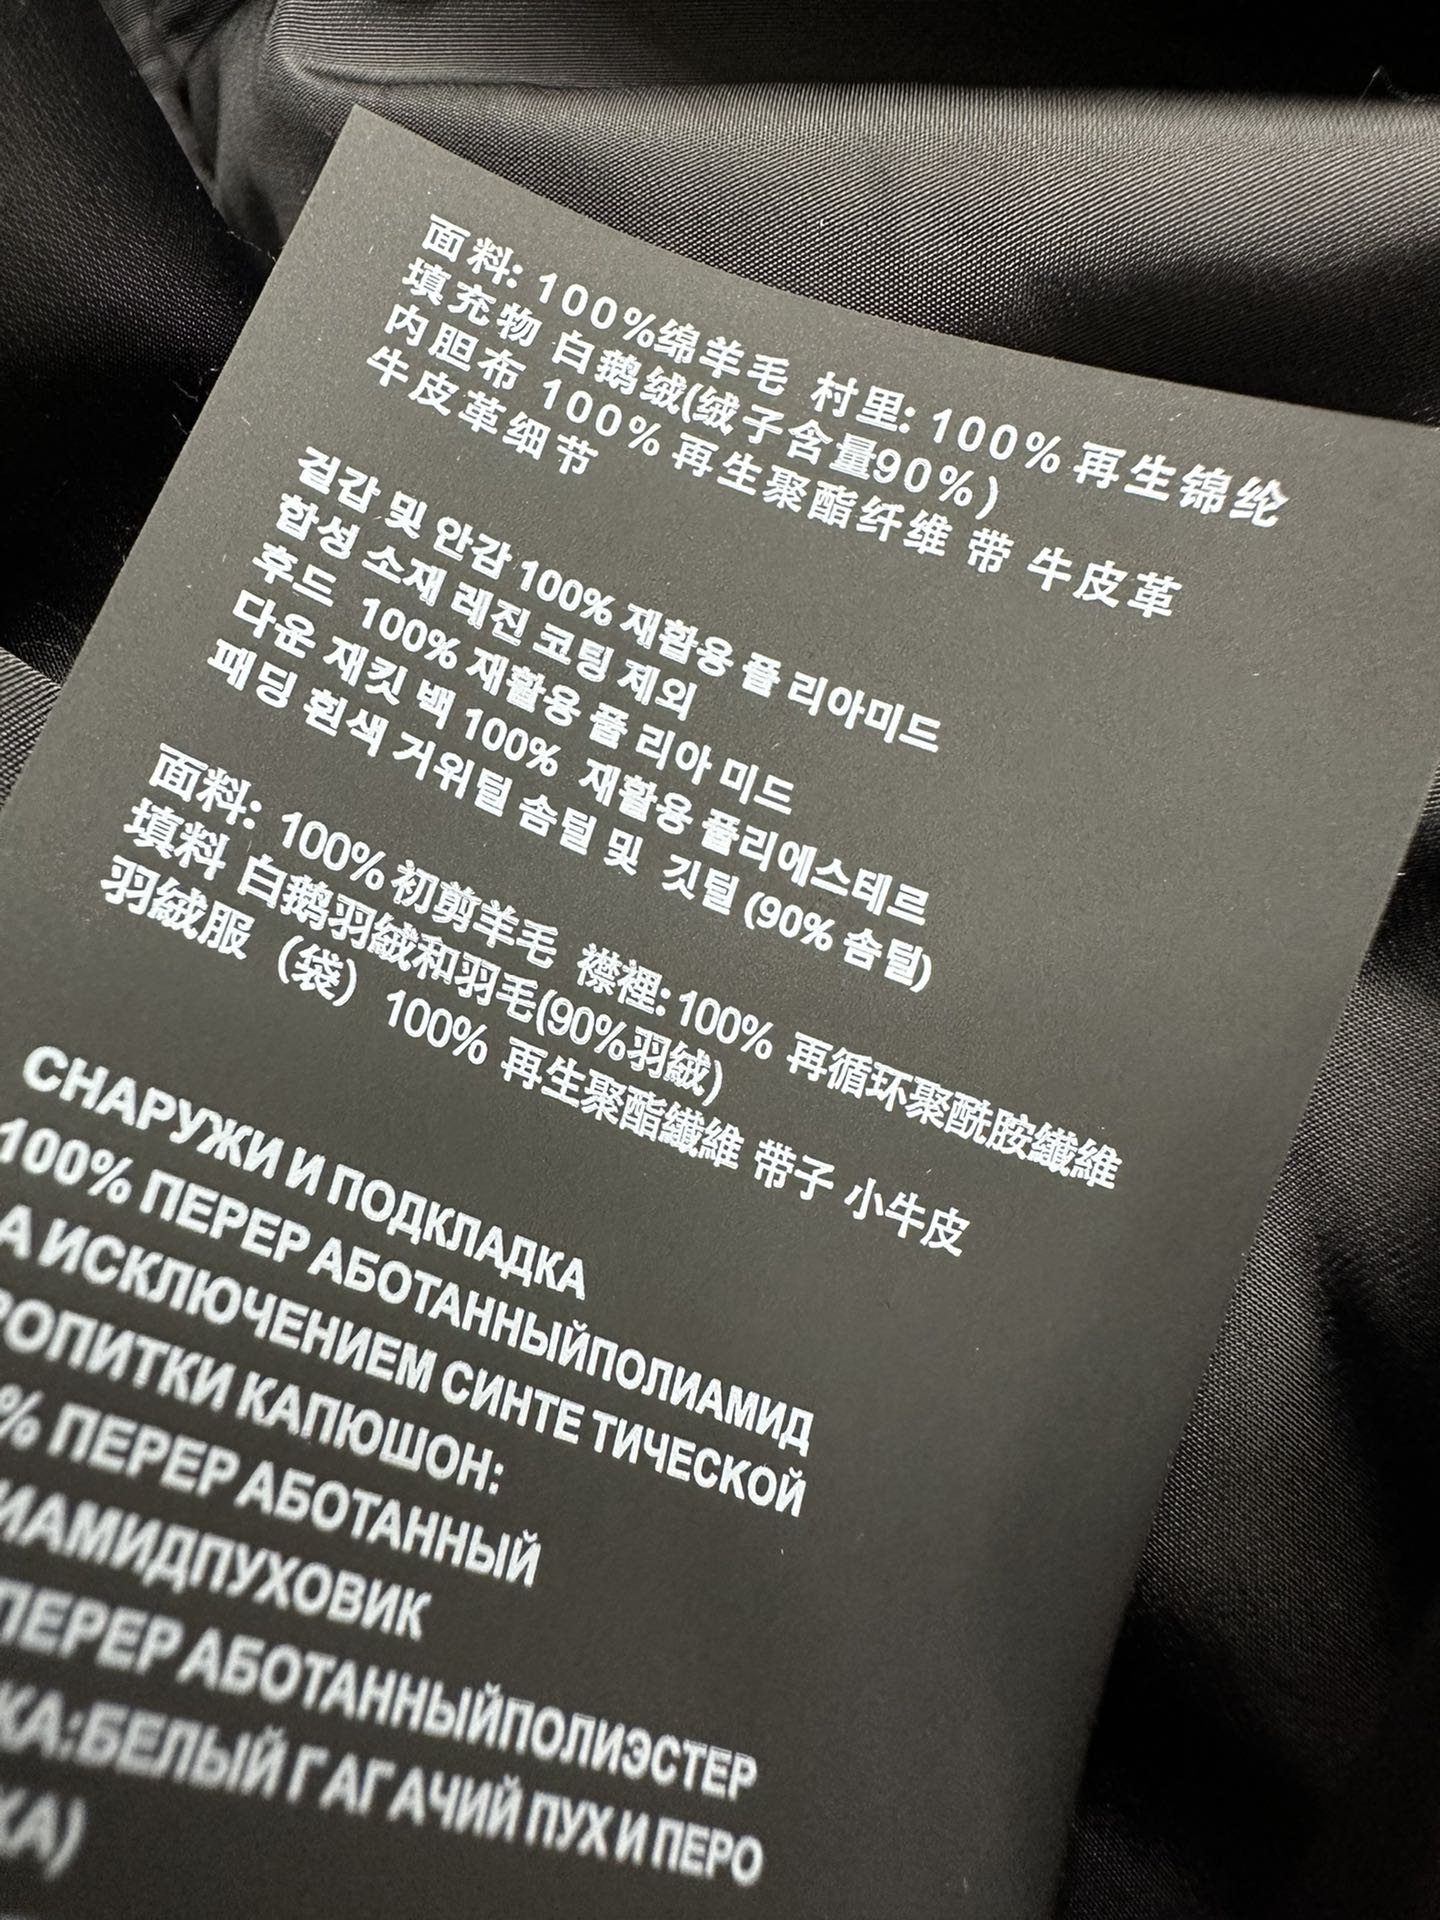 面料: 100%绵羊毛 村里: 100% 再生锦纶
填充物 白鹅绒(绒子含量90%)
内胆布 100% 再生聚酯纤维 带 牛皮革
牛皮革细节
겉감 및 안감 100% 재활용 폴 리아미드
합성 소재 레진 코팅 제외
후드 100% 재활용 폴 리아 미드
다운 재킷 백 100% 재활용 폴리에스테르
패딩 흰색 거위털 솜털 및 깃털 (90% 솜털)
面料: 100% 初剪羊毛 襟裡: 100% 再循环聚酰胺纖維
填料 白鹅羽絨和羽毛(90%羽絨)
羽絨服 (袋) 100% 再生聚酯纖維 带子 小牛皮
СНАРУЖИ И ПОДКЛАДКА
100% ПЕРЕР АБОТАННЫЙПОЛИАМИД
А ИСКЛЮЧЕНИЕМ СИНТЕ ТИЧЕСКОЙ
РОПИТКИ КАПЮШОН:
% ПЕРЕР АБОТАННЫЙ
ИАМИДПУХОВИК
ПЕРЕР АБОТАННЫЙПОЛИЭСТЕР
КА:БЕЛЫЙ Г АГ АЧИЙ ПУХ И ПЕРО
КА)